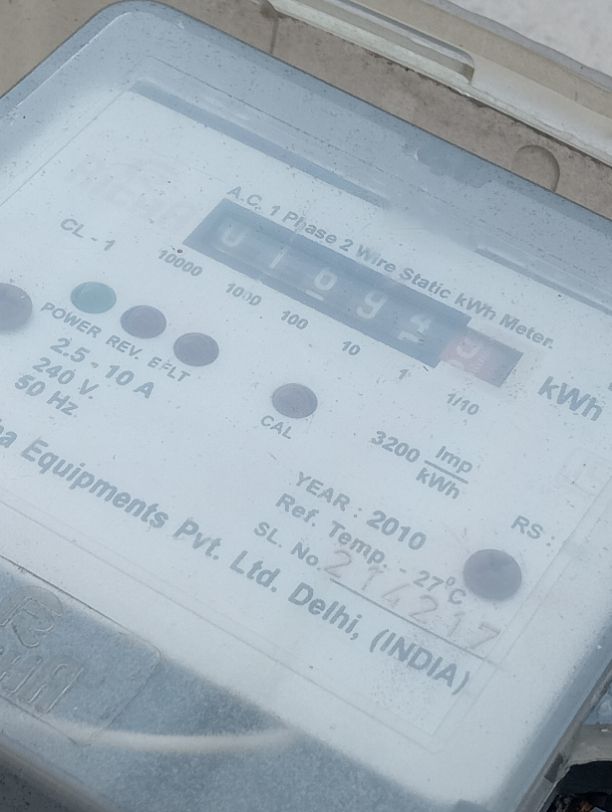 A.C. 1 Phase 2 Wire Static kWh Meter.
CL - 1
10000 1000 100 10 1 1/10
kWh
POWER REV. E/LT
2.5 - 10 A
240 V.
50 Hz
CAL
3200 Imp
kWh
YEAR : 2010
RS :
Ref. Temp. - 27°C
SL. No. 214217
Equipments Pvt. Ltd. Delhi, (INDIA)